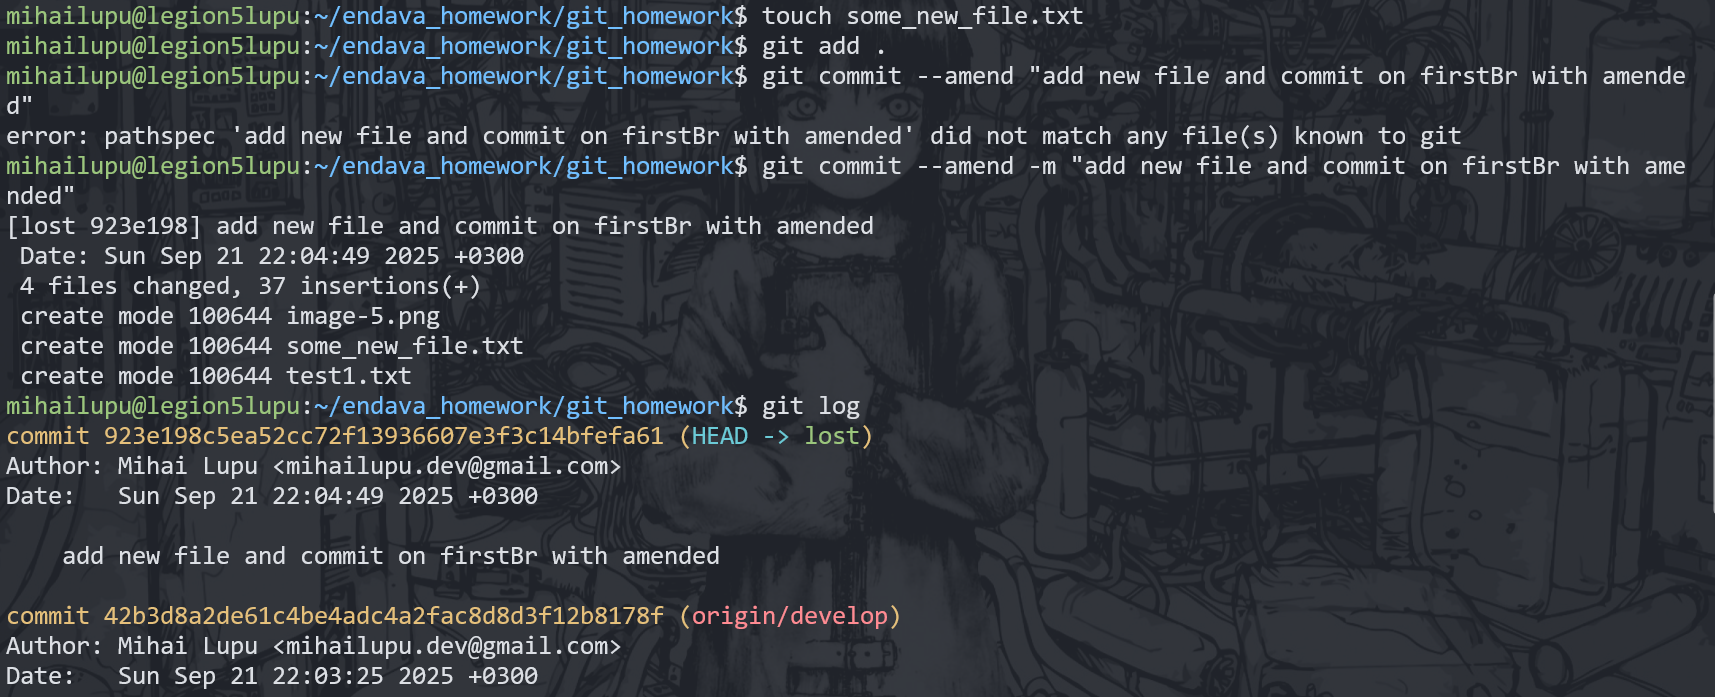 mihailupu@legion5lupu:~/endava_homework/git_homework$ touch some_new_file.txt
mihailupu@legion5lupu:~/endava_homework/git_homework$ git add .
mihailupu@legion5lupu:~/endava_homework/git_homework$ git commit --amend "add new file and commit on firstBr with amende
d"
error: pathspec 'add new file and commit on firstBr with amended' did not match any file(s) known to git
mihailupu@legion5lupu:~/endava_homework/git_homework$ git commit --amend -m "add new file and commit on firstBr with ame
nded"
[lost 923e198] add new file and commit on firstBr with amended
 Date: Sun Sep 21 22:04:49 2025 +0300
 4 files changed, 37 insertions(+)
 create mode 100644 image-5.png
 create mode 100644 some_new_file.txt
 create mode 100644 test1.txt
mihailupu@legion5lupu:~/endava_homework/git_homework$ git log
commit 923e198c5ea52cc72f13936607e3f3c14bfefa61 (HEAD -> lost)
Author: Mihai Lupu <mihailupu.dev@gmail.com>
Date:   Sun Sep 21 22:04:49 2025 +0300

    add new file and commit on firstBr with amended

commit 42b3d8a2de61c4be4adc4a2fac8d8d3f12b8178f (origin/develop)
Author: Mihai Lupu <mihailupu.dev@gmail.com>
Date:   Sun Sep 21 22:03:25 2025 +0300